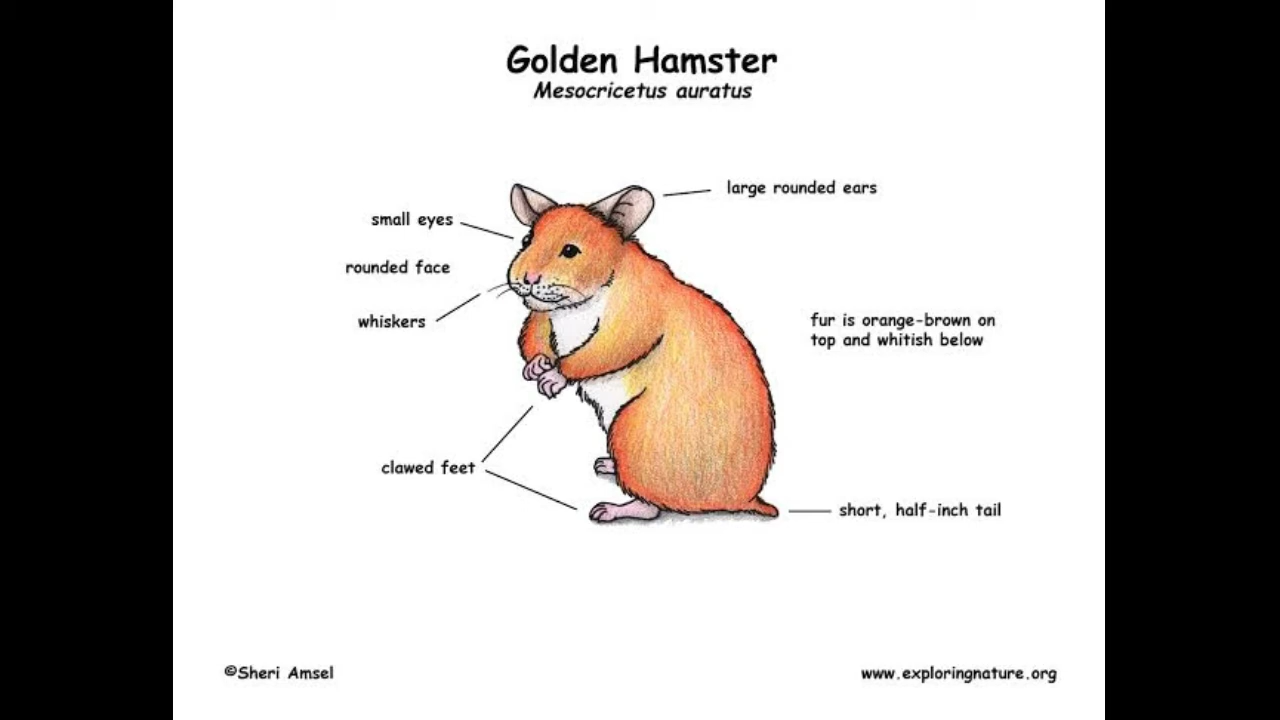 Golden Hamster
Mesocricetus auratus
large rounded ears
small eyes
rounded face
whiskers
fur is orange-brown on
top and whitish below
clawed feet
short, half-inch tail
©Sheri Amsel
www.exploringnature.org